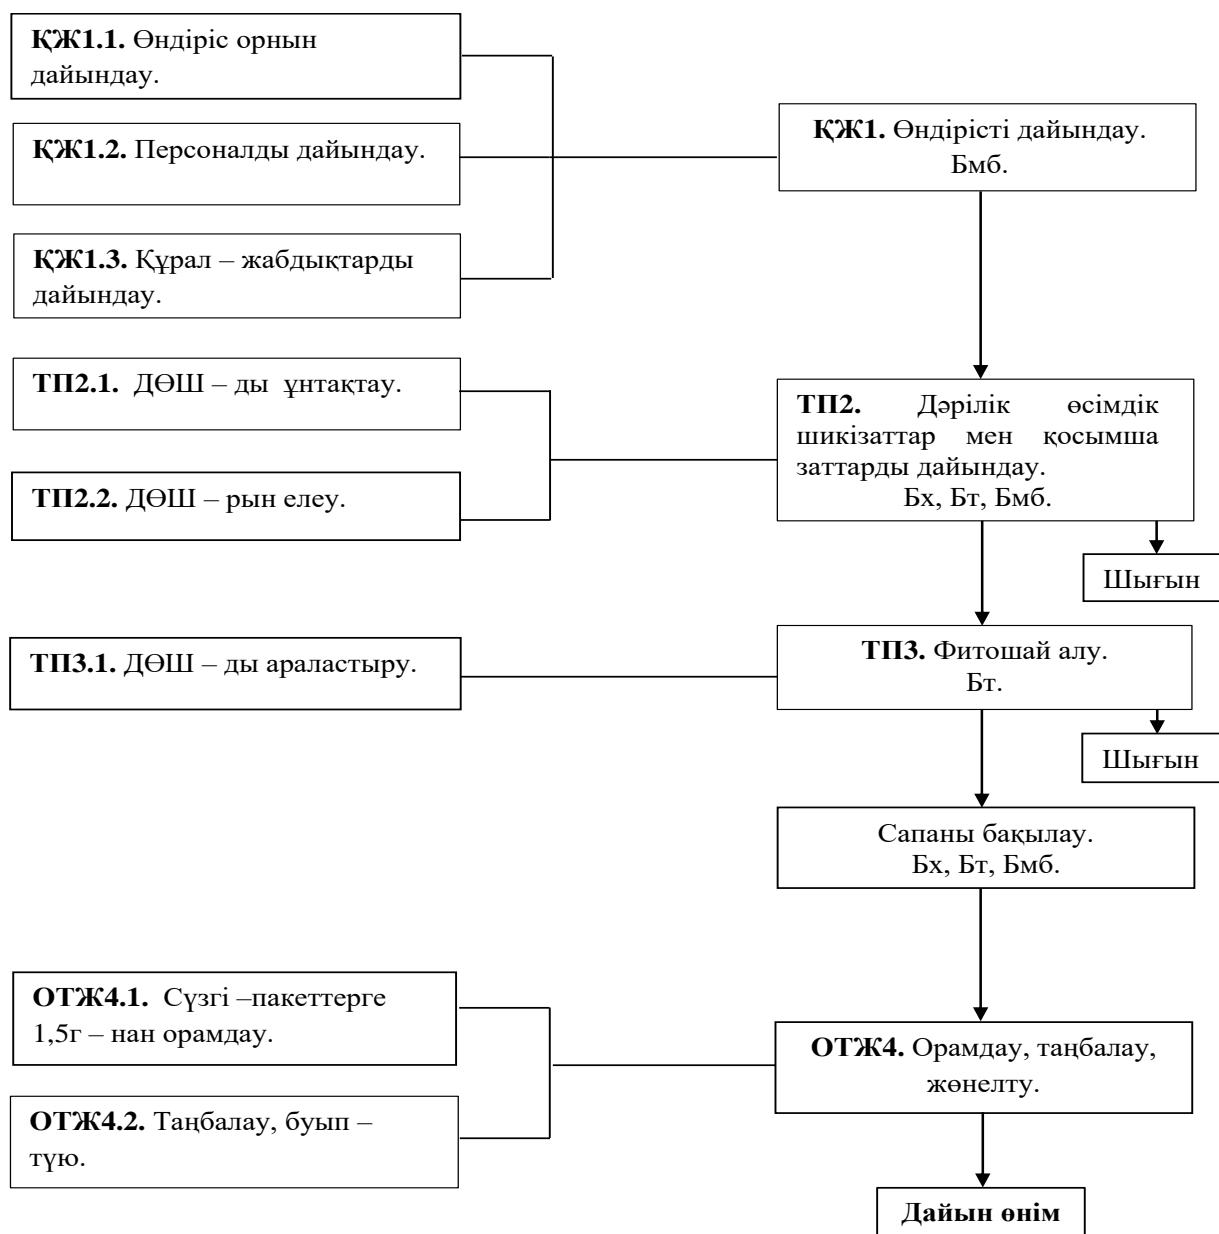 ҚЖ1.1. Өндіріс орнын
дайындау.
ҚЖ1.2. Персоналды дайындау.
ҚЖ1. Өндірісті дайындау.
Бмб.
ҚЖ1.3. Құрал – жабдықтарды
дайындау.
ТП2.1. ДӨШ – ды ұнтақтау.
ТП2. Дәрілік өсімдік
шикізаттар мен қосымша
заттарды дайындау.
Бх, Бт, Бмб.
ТП2.2. ДӨШ – рын елеу.
Шығын
ТП3.1. ДӨШ – ды араластыру.
ТП3. Фитошай алу.
Бт.
Шығын
Сапаны бақылау.
Бх, Бт, Бмб.
ОТЖ4.1. Сүзгі –пакеттерге
1,5г – нан орамдау.
ОТЖ4. Орамдау, таңбалау,
жөнелту.
ОТЖ4.2. Таңбалау, буып –
түю.
Дайын өнім